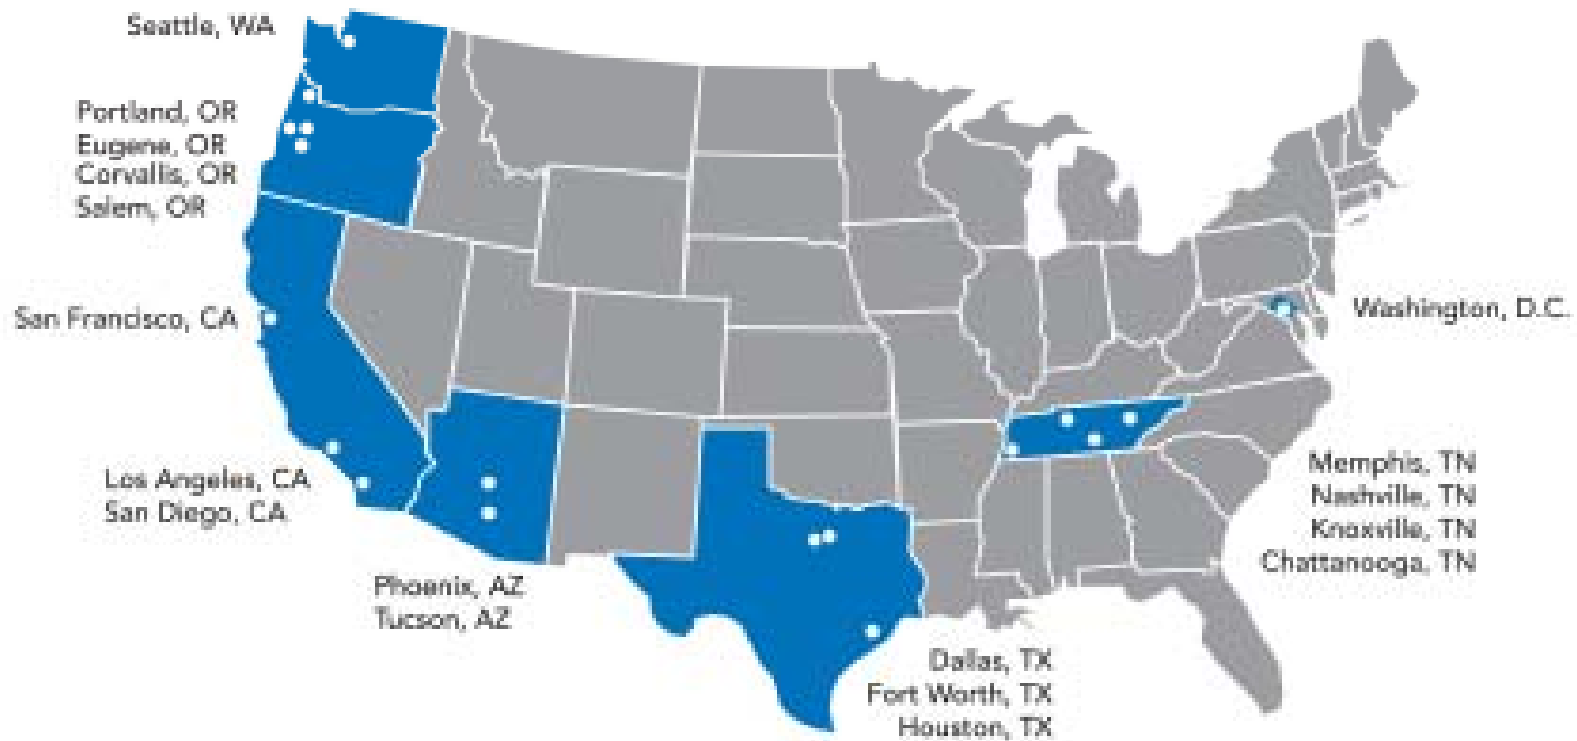 Seattle, WA
Portland, OR
Eugene, OR
Corvallis, OR
Salem, OR
San Francisco, CA
Washington, D.C.
Los Angeles, CA
San Diego, CA
Memphis, TN
Nashville, TN
Knoxville, TN
Chattanooga, TN
Phoenix, AZ
Tucson, AZ
Dallas, TX
Fort Worth, TX
Houston, TX